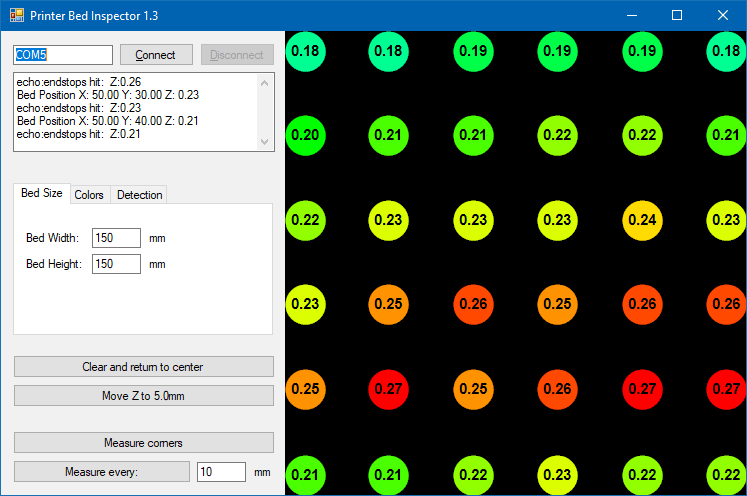 Printer Bed Inspector 1.3
COM5 Connect Disconnect
echo:endstops hit: Z:0.26
Bed Position X: 50.00 Y: 30.00 Z: 0.23
echo:endstops hit: Z:0.23
Bed Position X: 50.00 Y: 40.00 Z: 0.21
echo:endstops hit: Z:0.21
Bed Size Colors Detection
Bed Width: 150 mm
Bed Height: 150 mm
Clear and return to center
Move Z to 5.0mm
Measure corners
Measure every: 10 mm
0.18 0.18 0.19 0.19 0.19 0.18
0.20 0.21 0.21 0.22 0.22 0.21
0.22 0.23 0.23 0.23 0.24 0.23
0.23 0.25 0.26 0.25 0.26 0.26
0.25 0.27 0.25 0.26 0.27 0.27
0.21 0.21 0.22 0.23 0.22 0.22